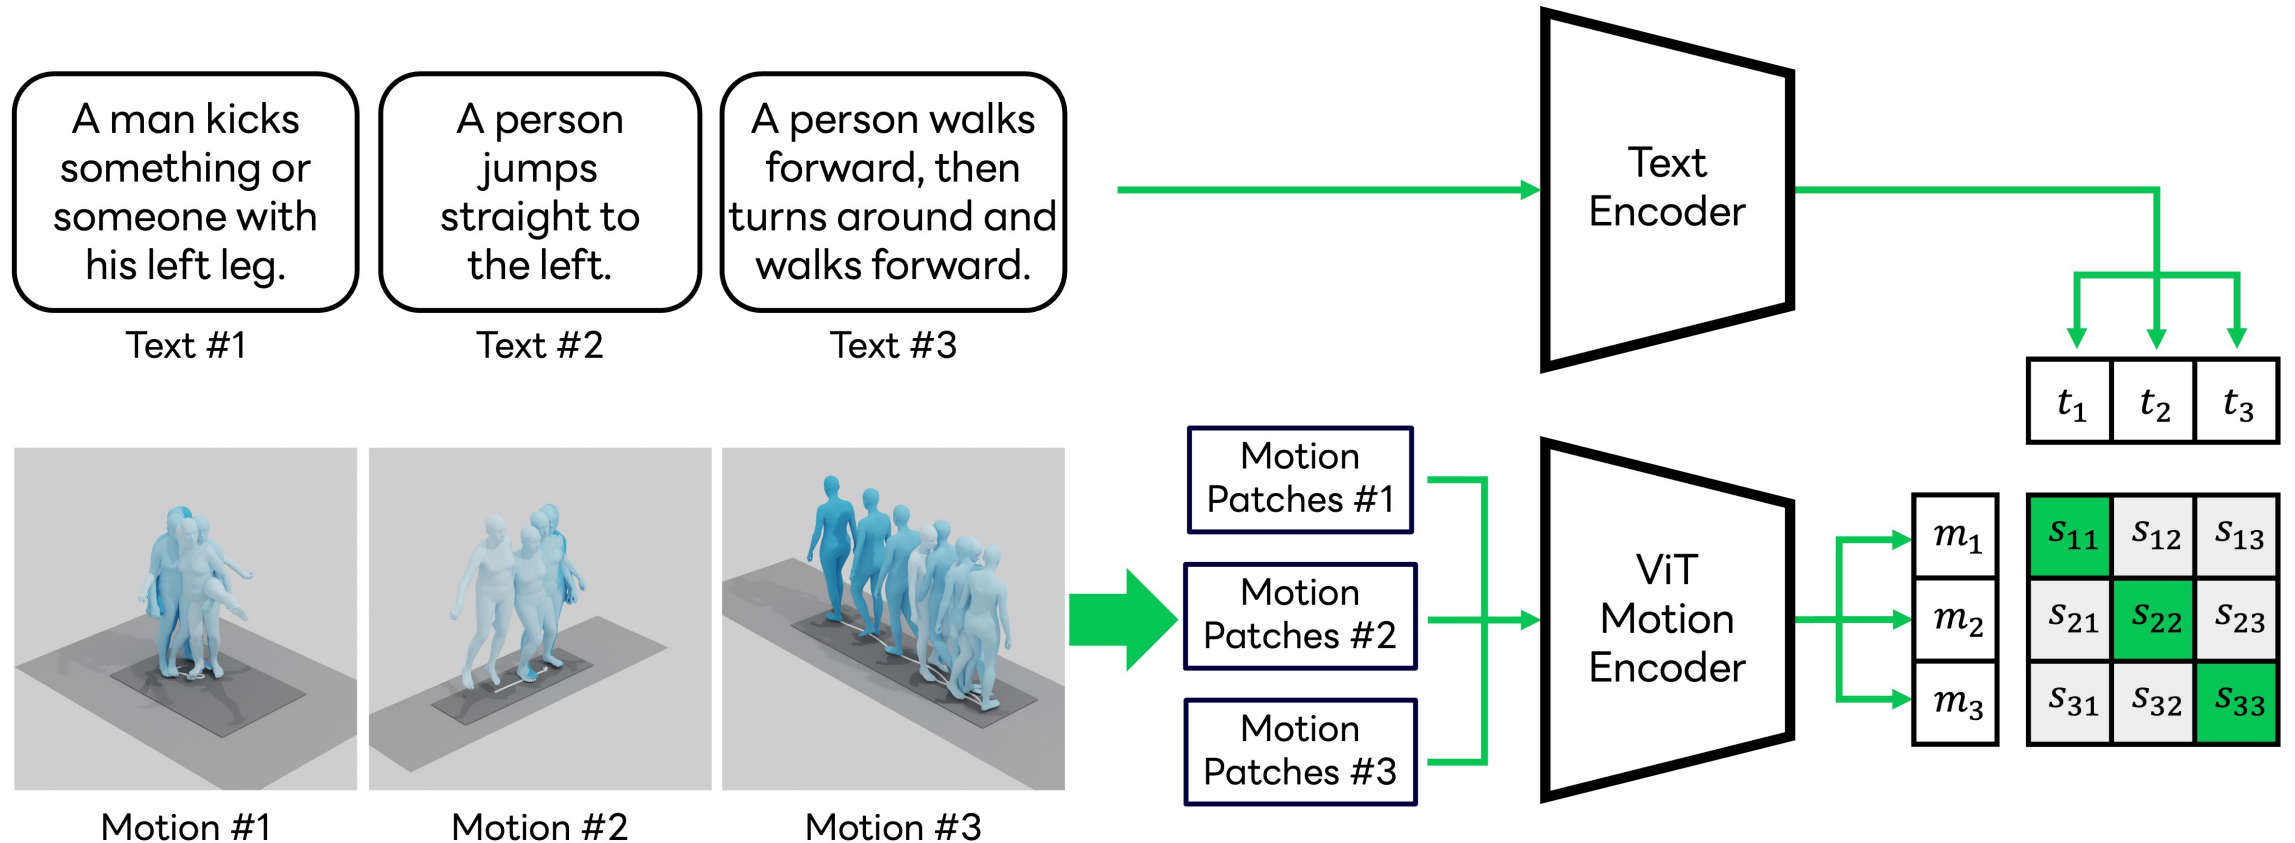 A man kicks
something or
someone with
his left leg.
Text #1
A person
jumps
straight to
the left.
Text #2
A person walks
forward, then
turns around and
walks forward.
Text #3
Text
Encoder
t₁ t₂ t₃
Motion #1
Motion #2
Motion #3
Motion
Patches #1
Motion
Patches #2
Motion
Patches #3
ViT
Motion
Encoder
m₁
m₂
m₃
s₁₁ s₁₂ s₁₃
s₂₁ s₂₂ s₂₃
s₃₁ s₃₂ s₃₃